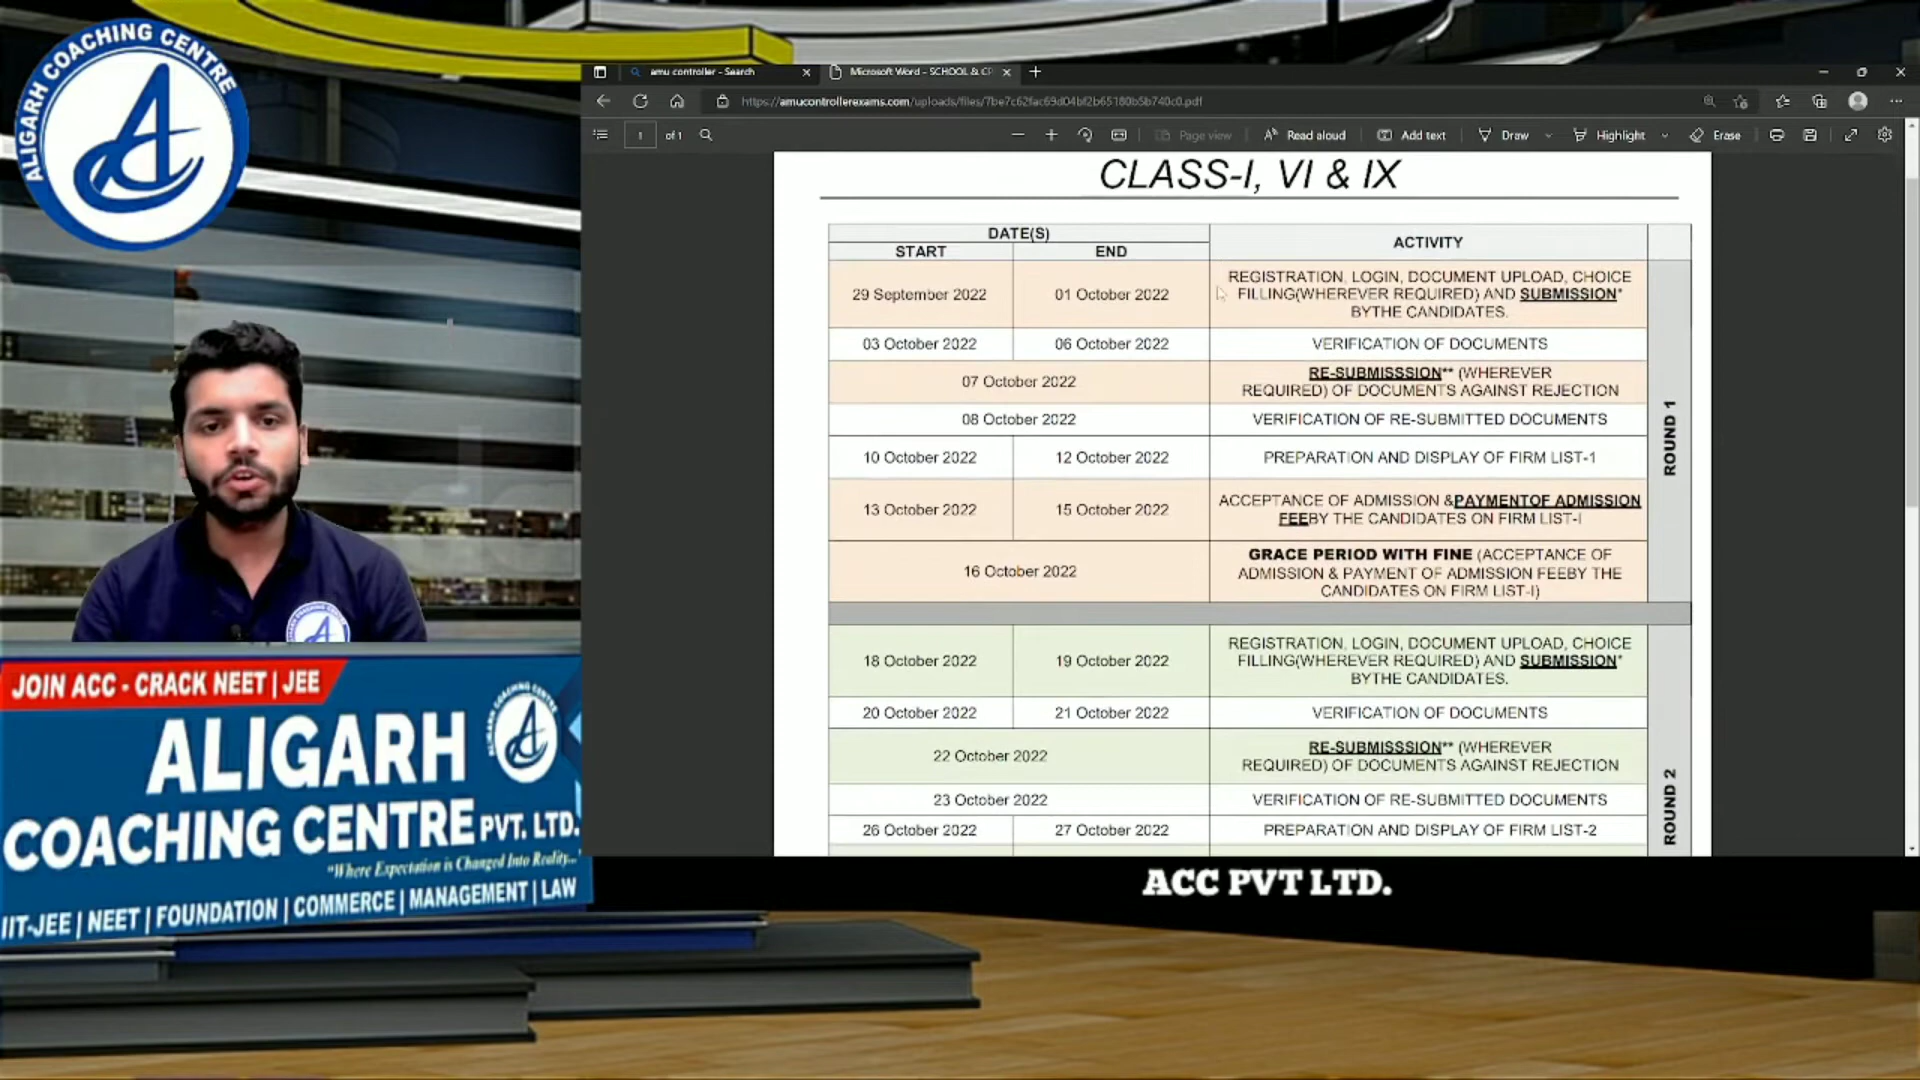 ALIGARH COACHING CENTRE
amu controller - Search
Microsoft Word - SCHOOL & CP
https://amucontrollerexams.com/uploads/files/7be7c62fac69d04bf2b65180b5b740c0.pdf
1 of 1
Page view
Read aloud
Add text
Draw
Highlight
Erase
CLASS-I, VI & IX
DATE(S)
START
END
ACTIVITY
29 September 2022
01 October 2022
REGISTRATION, LOGIN, DOCUMENT UPLOAD, CHOICE
FILLING(WHEREVER REQUIRED) AND SUBMISSION*
BYTHE CANDIDATES.
03 October 2022
06 October 2022
VERIFICATION OF DOCUMENTS
07 October 2022
RE-SUBMISSSION** (WHEREVER
REQUIRED) OF DOCUMENTS AGAINST REJECTION
08 October 2022
VERIFICATION OF RE-SUBMITTED DOCUMENTS
10 October 2022
12 October 2022
PREPARATION AND DISPLAY OF FIRM LIST-1
13 October 2022
15 October 2022
ACCEPTANCE OF ADMISSION &PAYMENTOF ADMISSION
FEEBY THE CANDIDATES ON FIRM LIST-I
16 October 2022
GRACE PERIOD WITH FINE (ACCEPTANCE OF
ADMISSION & PAYMENT OF ADMISSION FEEBY THE
CANDIDATES ON FIRM LIST-I)
ROUND 1
18 October 2022
19 October 2022
REGISTRATION, LOGIN, DOCUMENT UPLOAD, CHOICE
FILLING(WHEREVER REQUIRED) AND SUBMISSION*
BYTHE CANDIDATES.
20 October 2022
21 October 2022
VERIFICATION OF DOCUMENTS
22 October 2022
RE-SUBMISSSION** (WHEREVER
REQUIRED) OF DOCUMENTS AGAINST REJECTION
23 October 2022
VERIFICATION OF RE-SUBMITTED DOCUMENTS
26 October 2022
27 October 2022
PREPARATION AND DISPLAY OF FIRM LIST-2
ROUND 2
JOIN ACC - CRACK NEET | JEE
ALIGARH
COACHING CENTRE PVT. LTD.
"Where Expectation is Changed Into Reality..."
IIT-JEE | NEET | FOUNDATION | COMMERCE | MANAGEMENT | LAW
ACC PVT LTD.